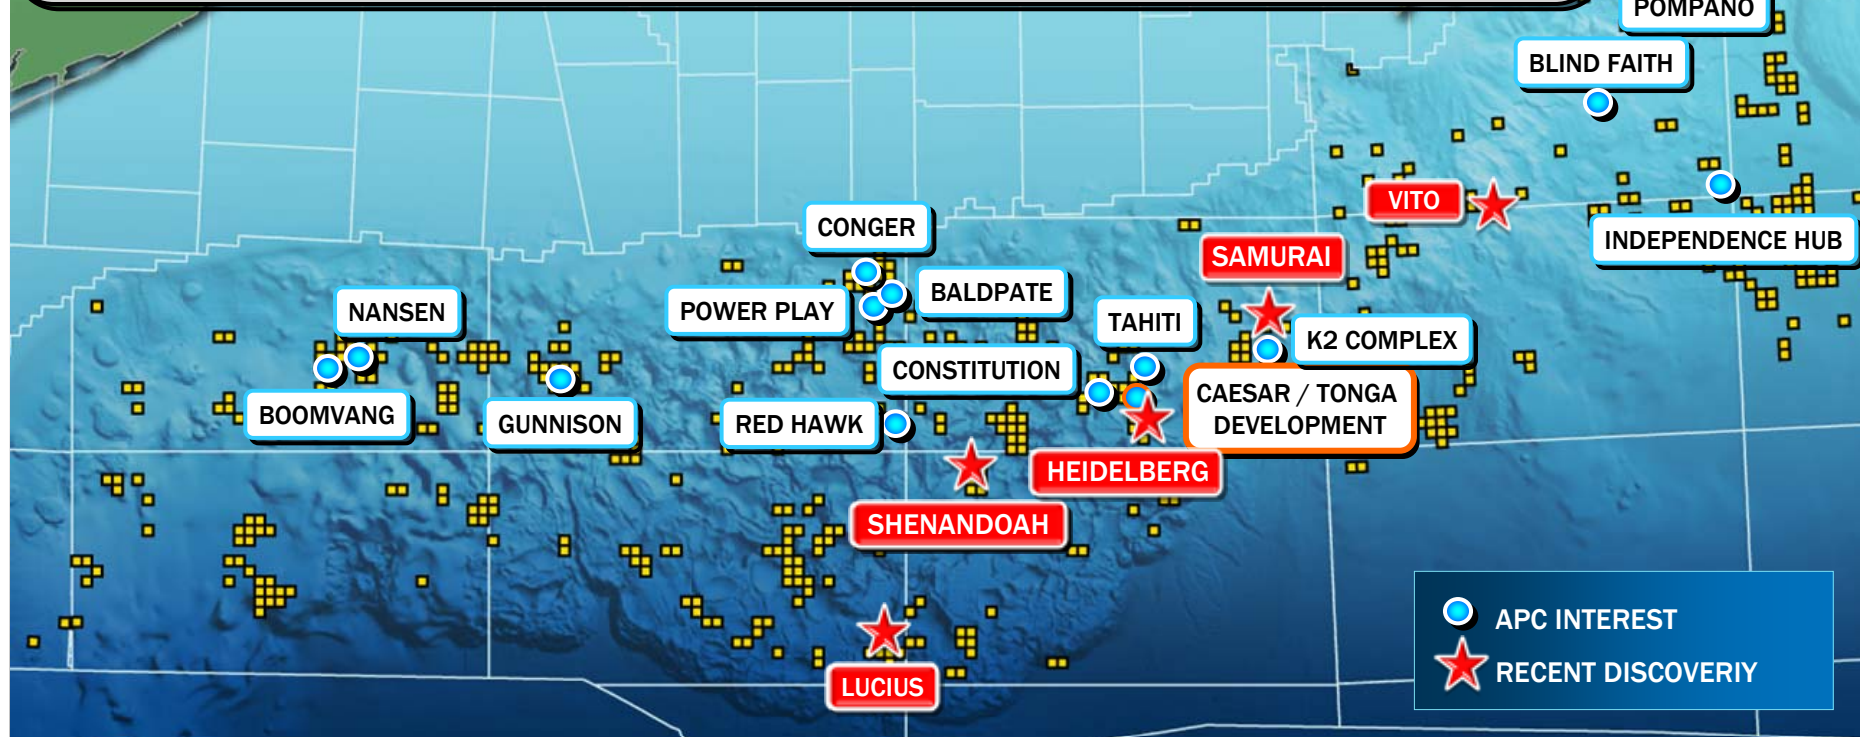 POMPANO
BLIND FAITH
VITO
CONGER
INDEPENDENCE HUB
SAMURAI
BALDPATE
NANSEN
POWER PLAY
TAHITI
K2 COMPLEX
CONSTITUTION
CAESAR / TONGA
DEVELOPMENT
BOOMVANG
GUNNISON
RED HAWK
HEIDELBERG
SHENANDOAH
APC INTEREST
RECENT DISCOVERIY
LUCIUS